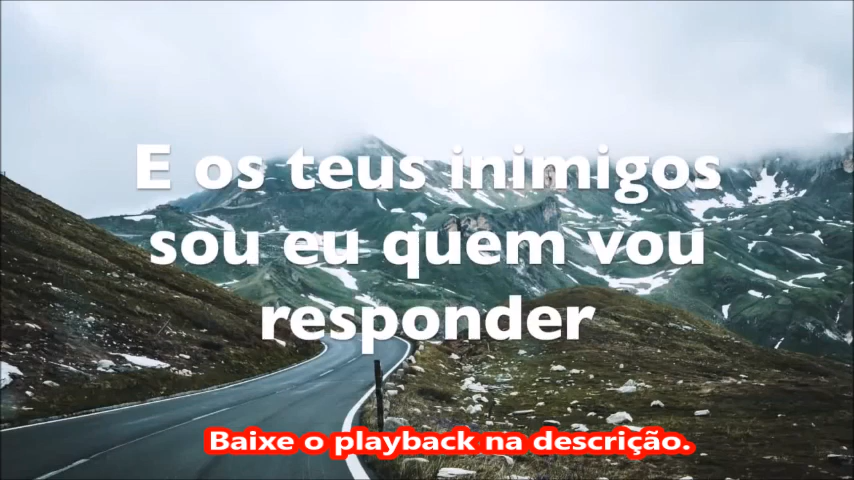 E os teus inimigos
sou eu quem vou
responder
Baixe o playback na descrição.